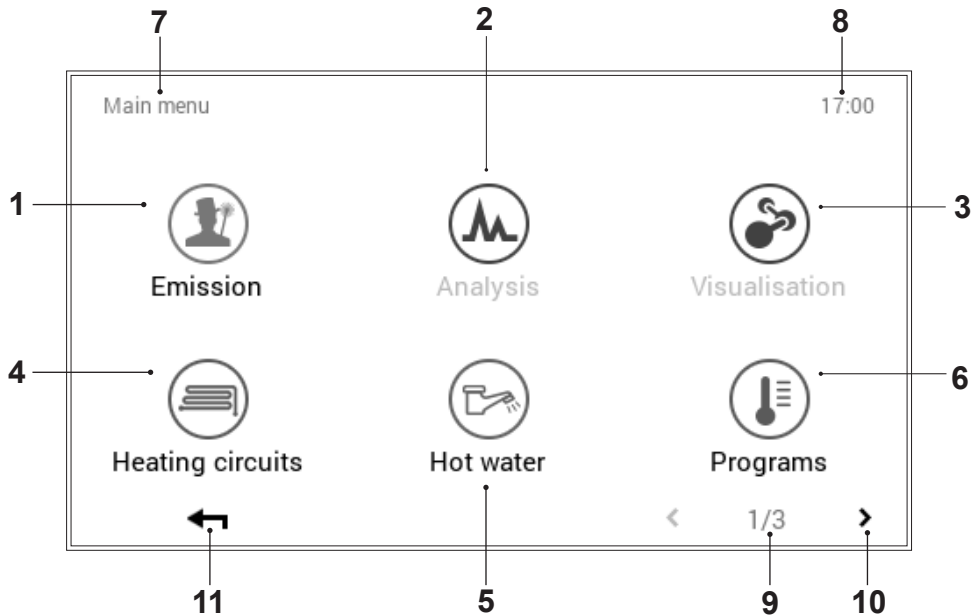 7 2 8
Main menu 17:00
1 3
Emission Analysis Visualisation
4 6
Heating circuits Hot water Programs
< 1/3 >
11 5 9 10